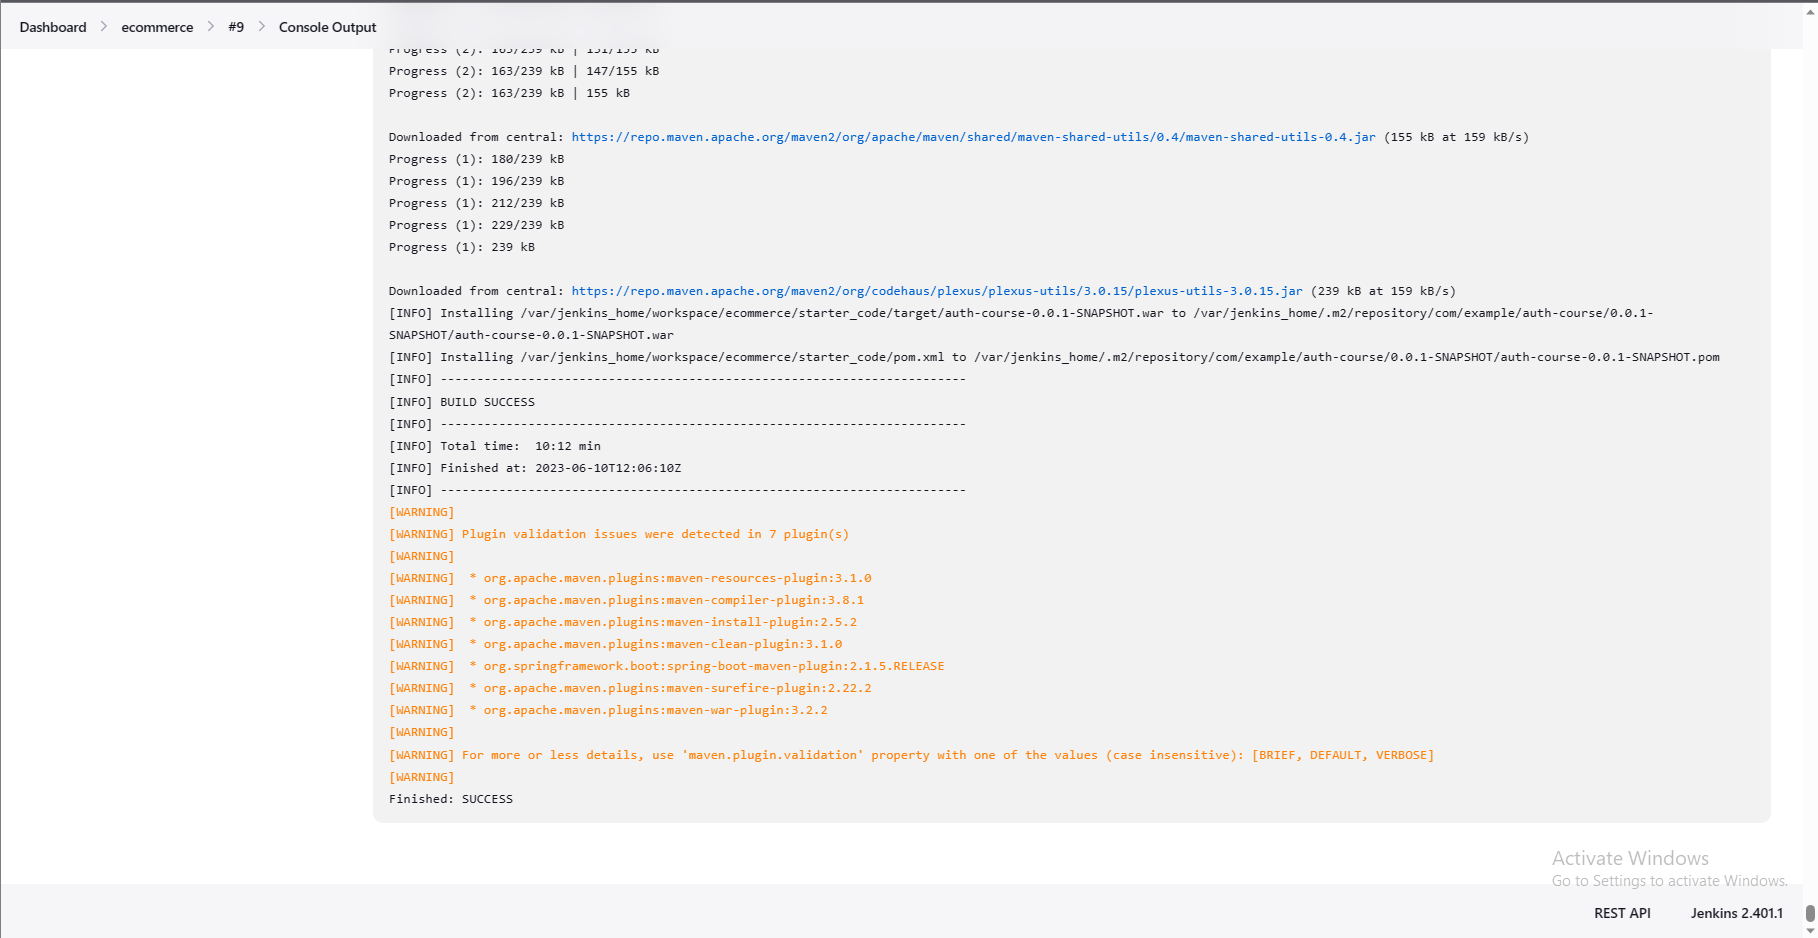 Dashboard > ecommerce > #9 > Console Output
Progress (2): 163/239 kB | 131/155 kB
Progress (2): 163/239 kB | 147/155 kB
Progress (2): 163/239 kB | 155 kB
Downloaded from central: https://repo.maven.apache.org/maven2/org/apache/maven/shared/maven-shared-utils/0.4/maven-shared-utils-0.4.jar (155 kB at 159 kB/s)
Progress (1): 180/239 kB
Progress (1): 196/239 kB
Progress (1): 212/239 kB
Progress (1): 229/239 kB
Progress (1): 239 kB
Downloaded from central: https://repo.maven.apache.org/maven2/org/codehaus/plexus/plexus-utils/3.0.15/plexus-utils-3.0.15.jar (239 kB at 159 kB/s)
[INFO] Installing /var/jenkins_home/workspace/ecommerce/starter_code/target/auth-course-0.0.1-SNAPSHOT.war to /var/jenkins_home/.m2/repository/com/example/auth-course/0.0.1-
SNAPSHOT/auth-course-0.0.1-SNAPSHOT.war
[INFO] Installing /var/jenkins_home/workspace/ecommerce/starter_code/pom.xml to /var/jenkins_home/.m2/repository/com/example/auth-course/0.0.1-SNAPSHOT/auth-course-0.0.1-SNAPSHOT.pom
[INFO] ------------------------------------------------------------------------
[INFO] BUILD SUCCESS
[INFO] ------------------------------------------------------------------------
[INFO] Total time:  10:12 min
[INFO] Finished at: 2023-06-10T12:06:10Z
[INFO] ------------------------------------------------------------------------
[WARNING]
[WARNING] Plugin validation issues were detected in 7 plugin(s)
[WARNING]
[WARNING]  * org.apache.maven.plugins:maven-resources-plugin:3.1.0
[WARNING]  * org.apache.maven.plugins:maven-compiler-plugin:3.8.1
[WARNING]  * org.apache.maven.plugins:maven-install-plugin:2.5.2
[WARNING]  * org.apache.maven.plugins:maven-clean-plugin:3.1.0
[WARNING]  * org.springframework.boot:spring-boot-maven-plugin:2.1.5.RELEASE
[WARNING]  * org.apache.maven.plugins:maven-surefire-plugin:2.22.2
[WARNING]  * org.apache.maven.plugins:maven-war-plugin:3.2.2
[WARNING]
[WARNING] For more or less details, use 'maven.plugin.validation' property with one of the values (case insensitive): [BRIEF, DEFAULT, VERBOSE]
[WARNING]
Finished: SUCCESS
Activate Windows
Go to Settings to activate Windows.
REST API
Jenkins 2.401.1